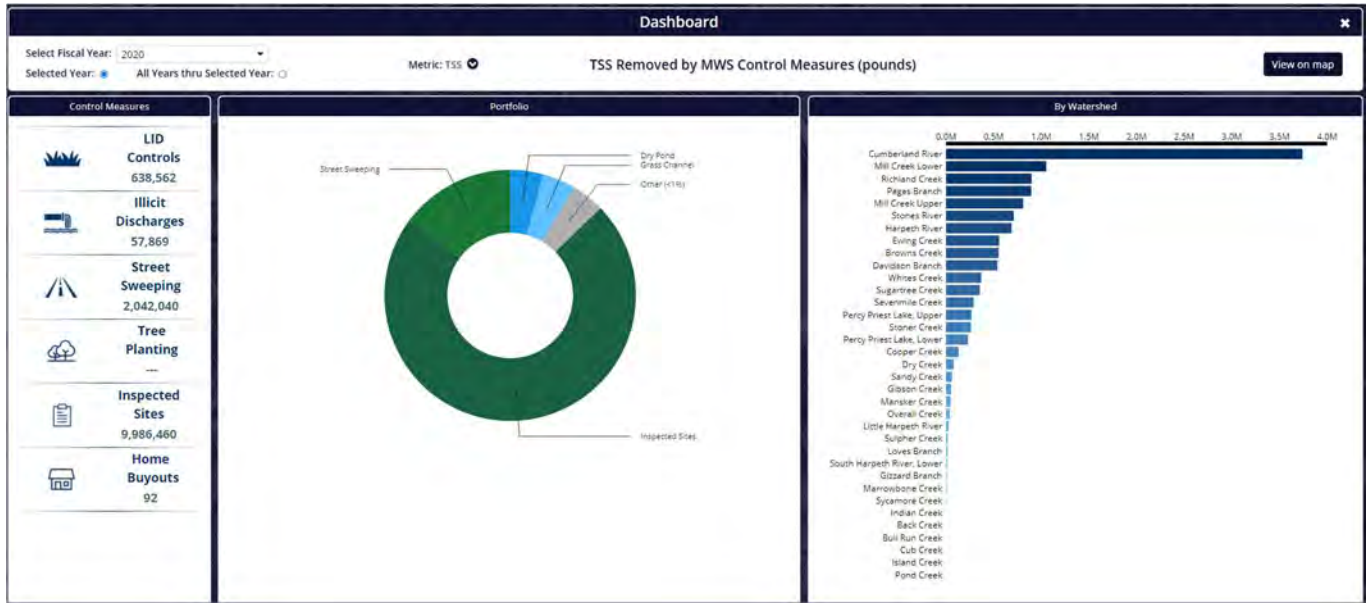 Dashboard
Select Fiscal Year: 2020
Selected Year: All Years thru Selected Year:
Metric: TSS
TSS Removed by MWS Control Measures (pounds)
View on map
Control Measures
LID
Controls
638,562
Illicit
Discharges
57,869
Street
Sweeping
2,042,040
Tree
Planting
---
Inspected
Sites
9,986,460
Home
Buyouts
92
Portfolio
Street Sweeping
Dry Pond
Grass Channel
Other (<1%)
Inspected Sites
By Watershed
0.0M 0.5M 1.0M 1.5M 2.0M 2.5M 3.0M 3.5M 4.0M
Cumberland River
Mill Creek Lower
Richland Creek
Pages Branch
Mill Creek Upper
Stones River
Harpeth River
Ewing Creek
Browns Creek
Davidson Branch
Whites Creek
Sugartree Creek
Sevenmile Creek
Percy Priest Lake, Upper
Stoner Creek
Percy Priest Lake, Lower
Cooper Creek
Dry Creek
Sandy Creek
Gibson Creek
Mansker Creek
Overall Creek
Little Harpeth River
Sulpher Creek
Loves Branch
South Harpeth River, Lower
Gizzard Branch
Marrowbone Creek
Sycamore Creek
Indian Creek
Back Creek
Bull Run Creek
Cub Creek
Island Creek
Pond Creek